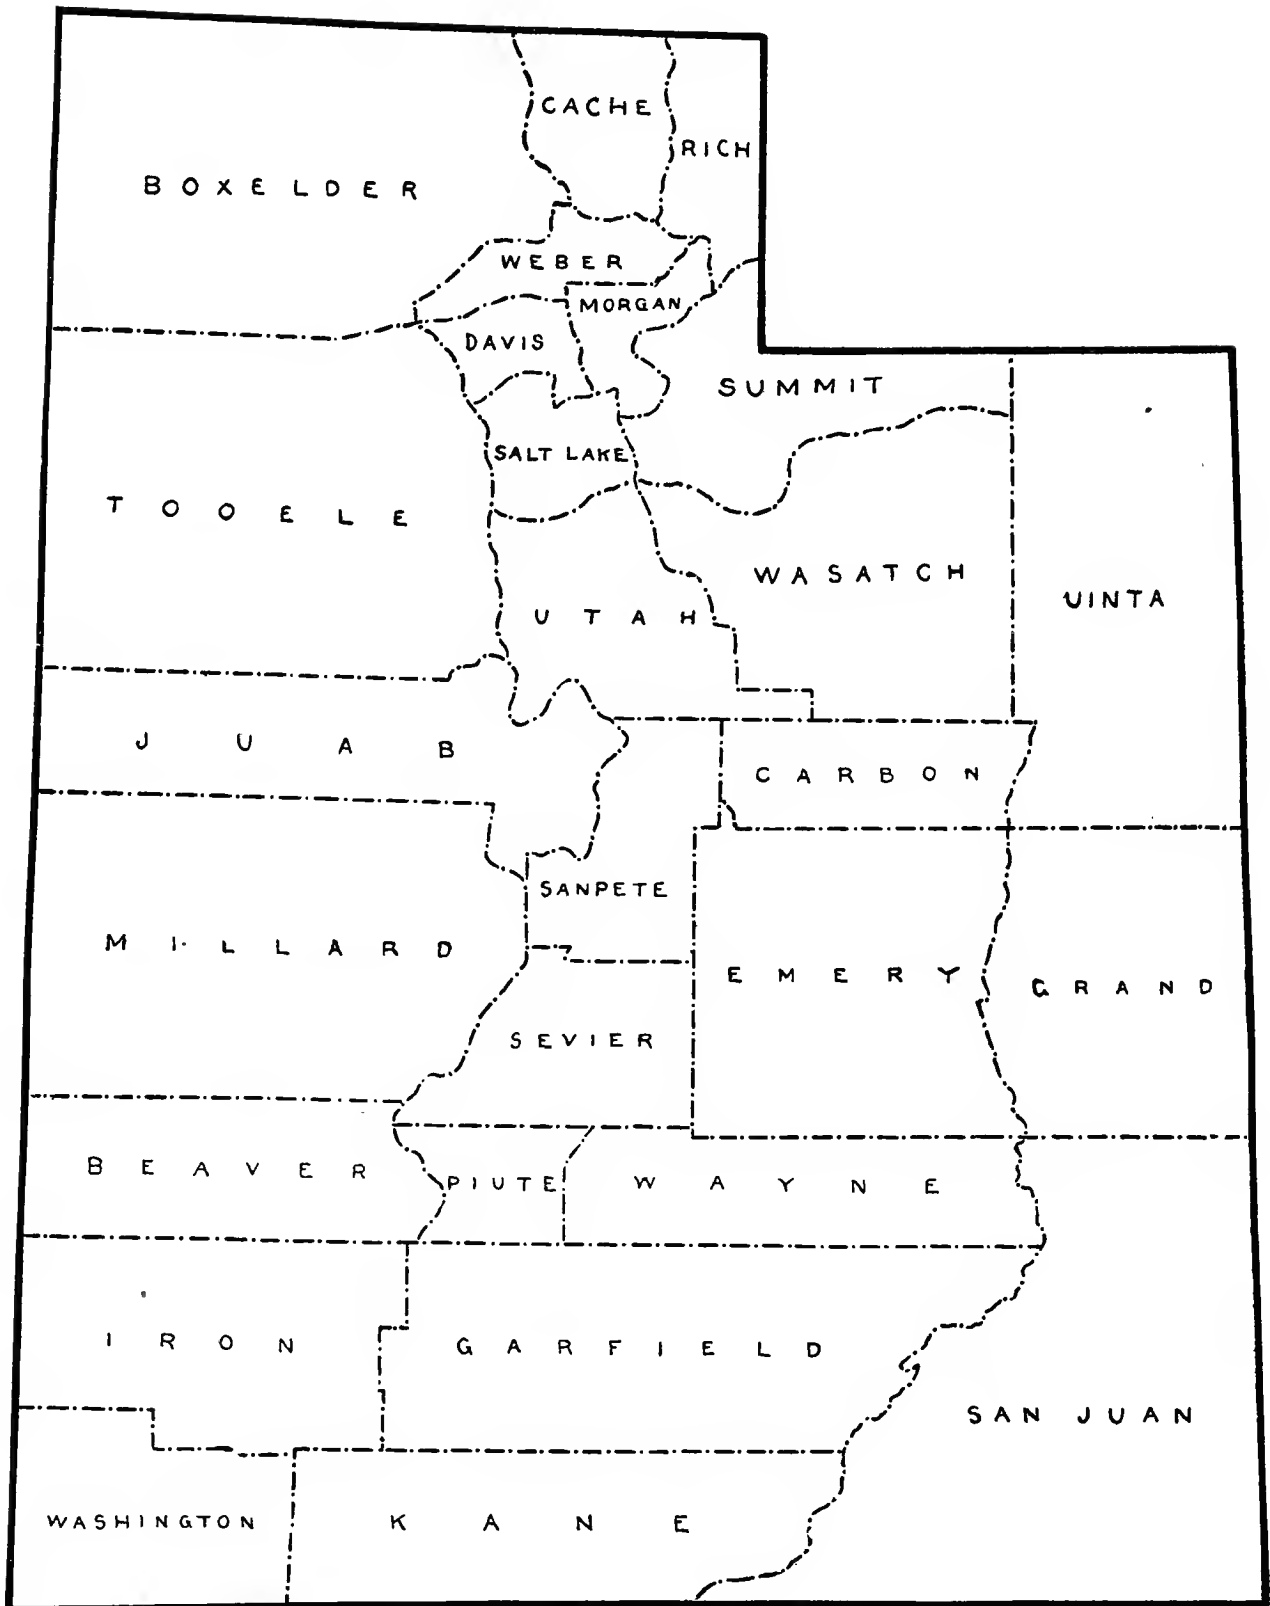 CACHE
RICH
BOXELDER
WEBER
MORGAN
DAVIS
SUMMIT
SALT LAKE
TOOELE
WASATCH
UINTA
UTAH
JUAB
CARBON
SANPETE
MILLARD
EMERY
GRAND
SEVIER
BEAVER
PIUTE
WAYNE
IRON
GARFIELD
SAN JUAN
WASHINGTON
KANE